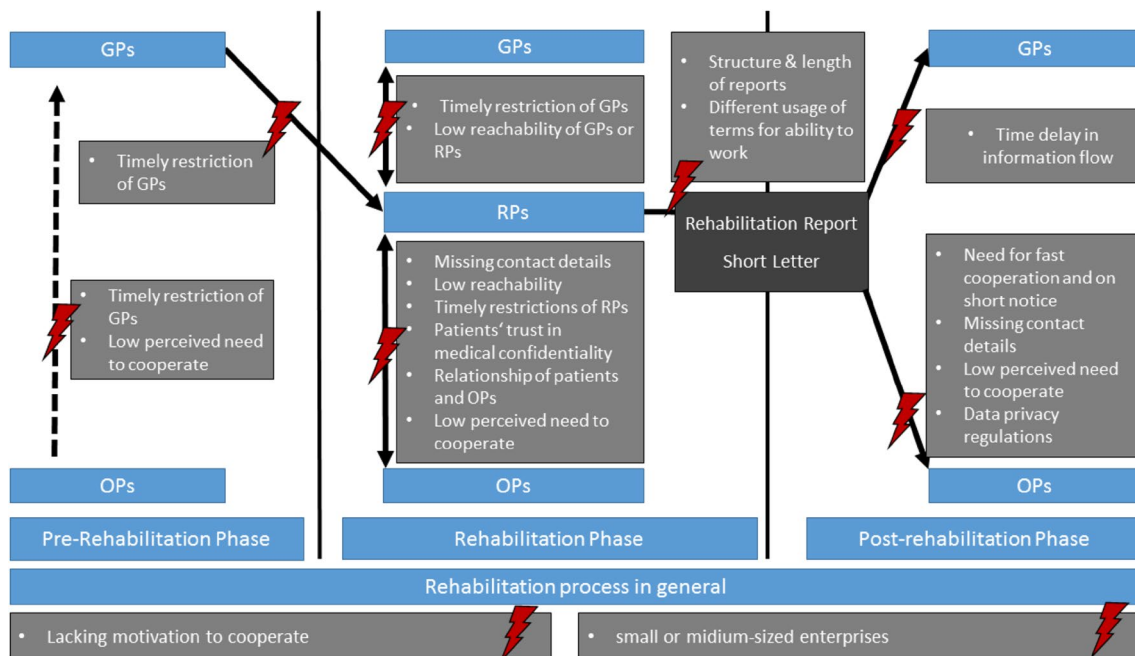 GPs
• Timely restriction
of GPs
• Timely restriction of
GPs
• Low perceived need
to cooperate
OPs
Pre-Rehabilitation Phase
GPs
• Timely restriction of GPs
• Low reachability of GPs or
RPs
RPs
• Missing contact details
• Low reachability
• Timely restrictions of RPs
• Patients‘ trust in
medical confidentiality
• Relationship of patients
and OPs
• Low perceived need to
cooperate
OPs
Rehabilitation Phase
• Structure & length
of reports
• Different usage of
terms for ability to
work
Rehabilitation Report
Short Letter
GPs
• Time delay in
information flow
• Need for fast
cooperation and on
short notice
• Missing contact
details
• Low perceived need
to cooperate
• Data privacy
regulations
OPs
Post-rehabilitation Phase
Rehabilitation process in general
• Lacking motivation to cooperate
• small or midium-sized enterprises